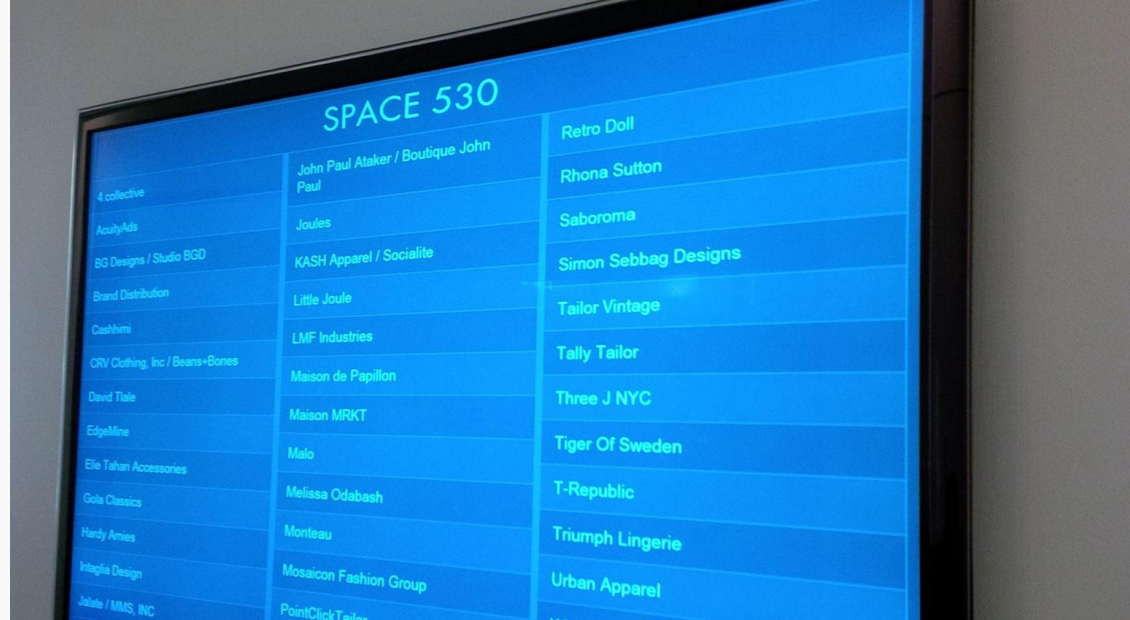 SPACE 530
4 collective
AcuityAds
BG Designs / Studio BGD
Brand Distribution
Cashhimi
CRV Clothing, Inc / Beans+Bones
David Tlale
EdgeMine
Elie Tahari Accessories
Gola Classics
Hardy Amies
Intaglia Design
Jalate / MMS, INC
John Paul Ataker / Boutique John
Paul
Joules
KASH Apparel / Socialite
Little Joule
LMF Industries
Maison de Papillon
Maison MRKT
Malo
Melissa Odabash
Monteau
Mosaicon Fashion Group
PointClickTailor
Retro Doll
Rhona Sutton
Saboroma
Simon Sebbag Designs
Tailor Vintage
Tally Tailor
Three J NYC
Tiger Of Sweden
T-Republic
Triumph Lingerie
Urban Apparel